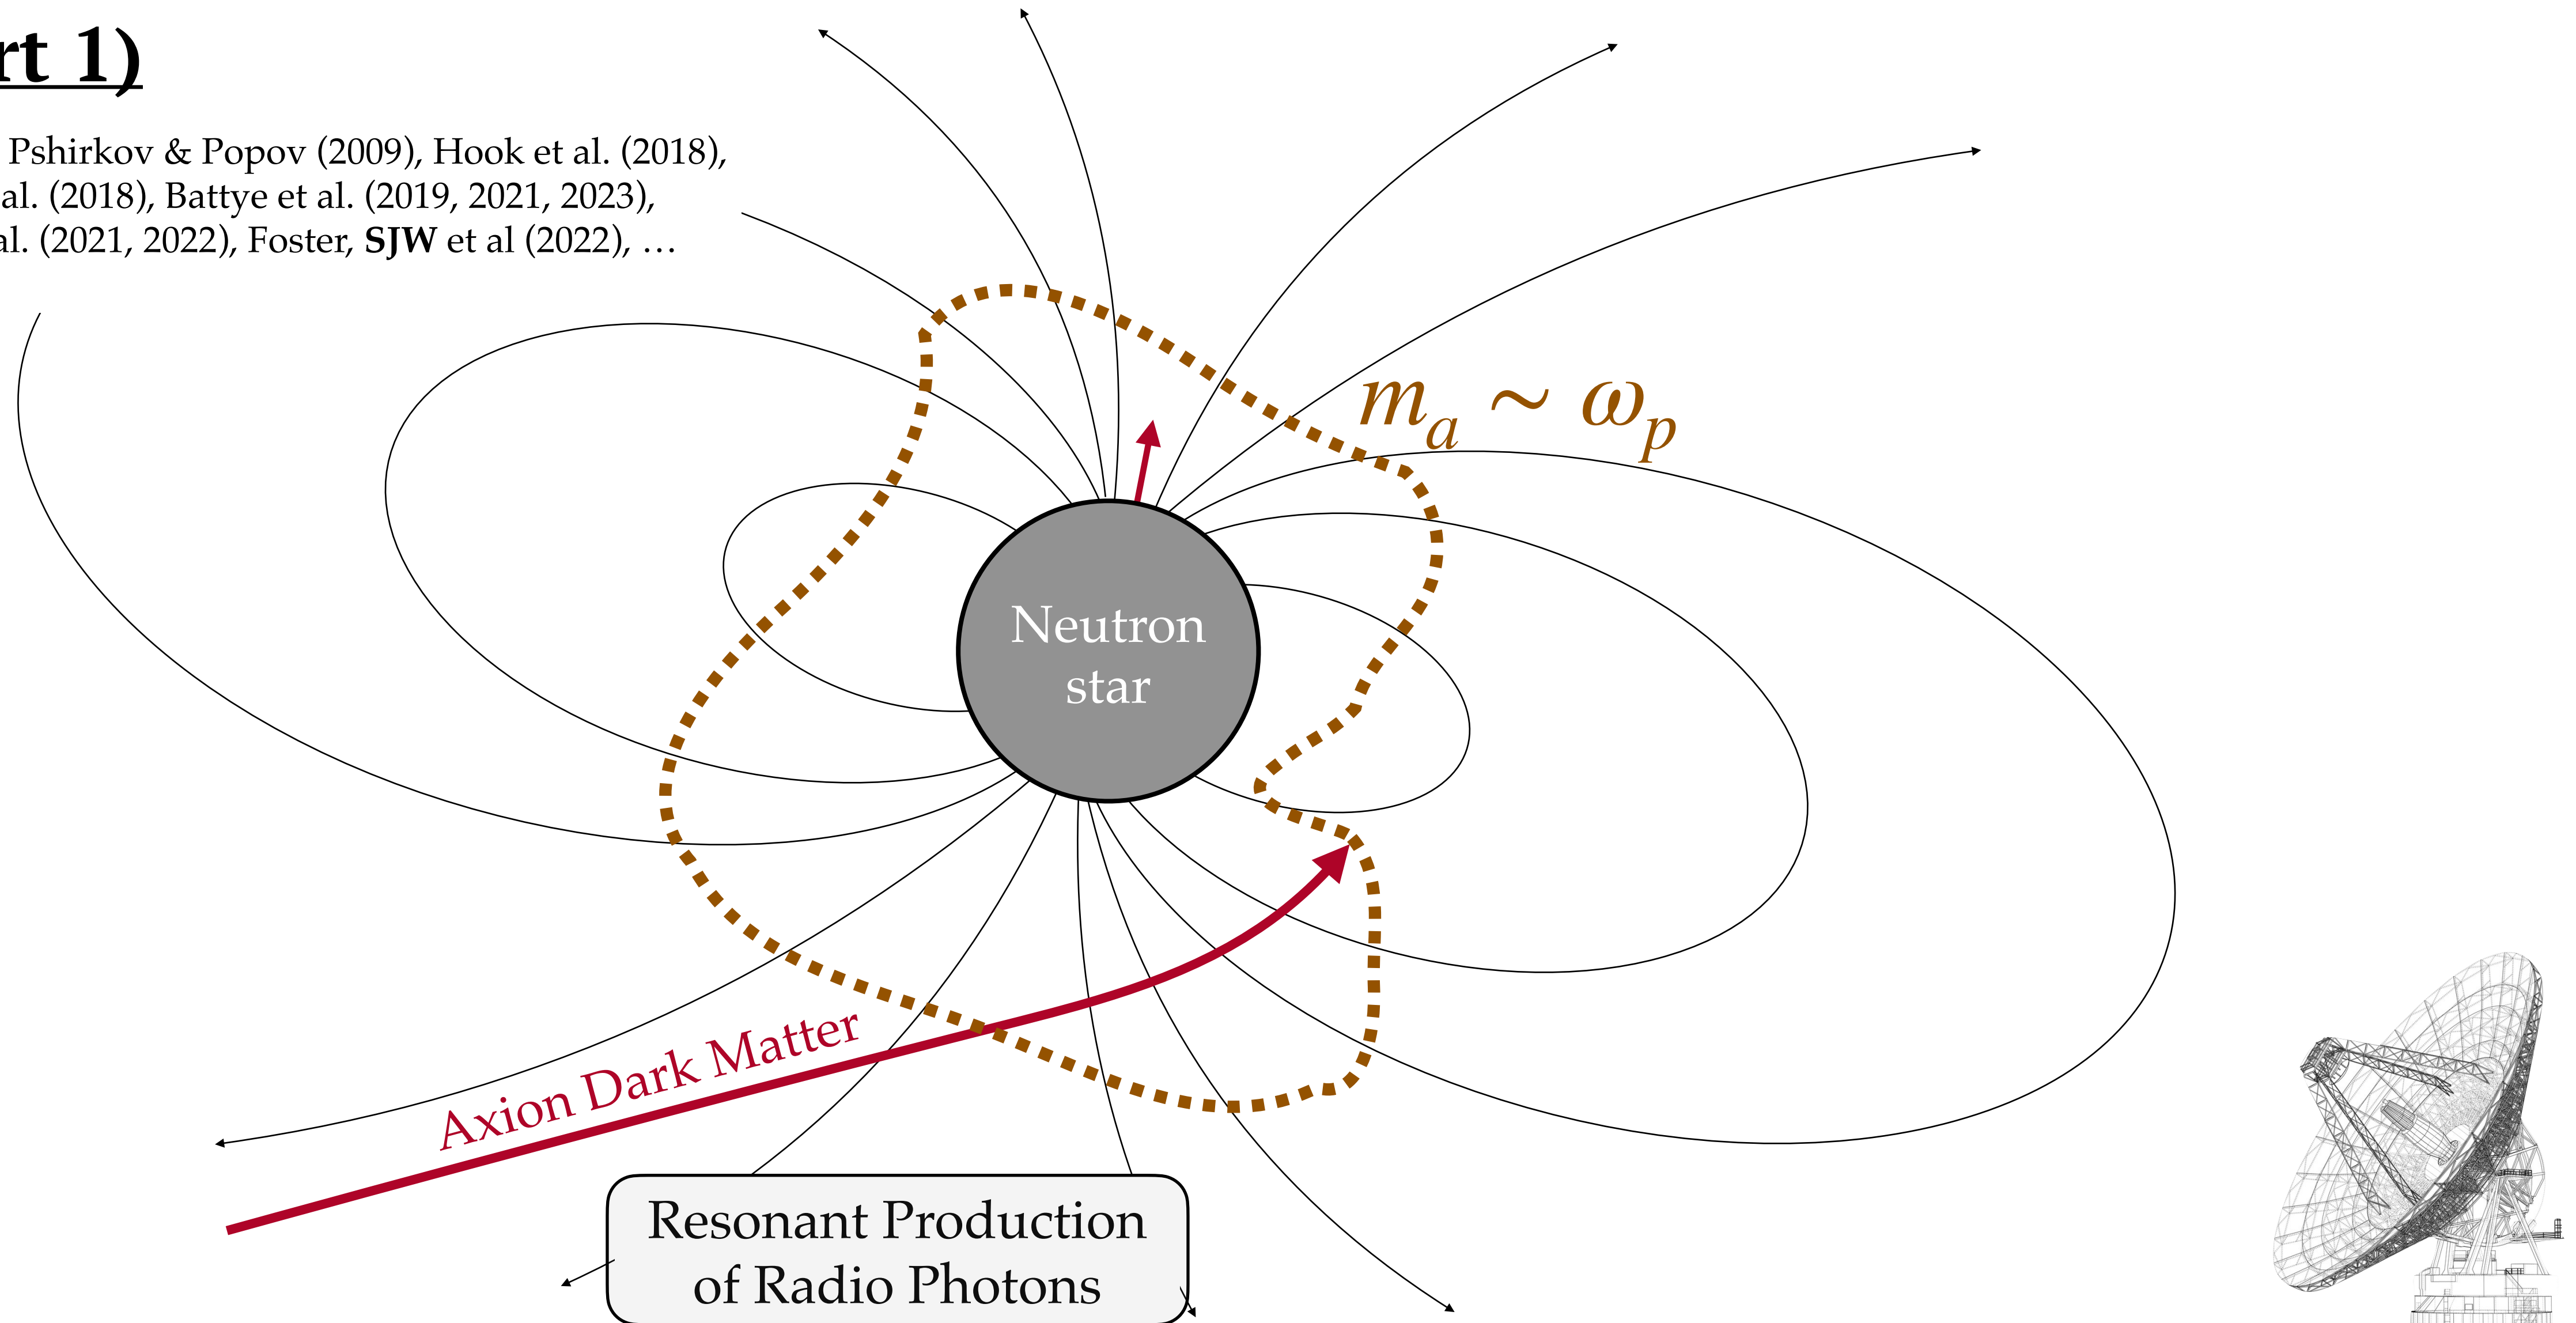 rt 1)
Pshirkov & Popov (2009), Hook et al. (2018),
al. (2018), Battye et al. (2019, 2021, 2023),
al. (2021, 2022), Foster, SJW et al (2022), …
m_a ~ ω_p
Neutron
star
Axion Dark Matter
Resonant Production
of Radio Photons